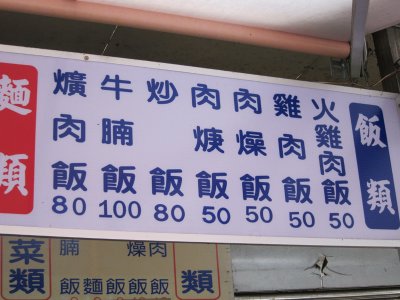 飯類
火雞肉飯 50
雞肉飯 50
肉燥飯 50
肉焿飯 50
炒飯 80
牛腩飯 100
爌肉飯 80
麵類
類
燥肉
飯飯
飯
腩麵
飯
菜類